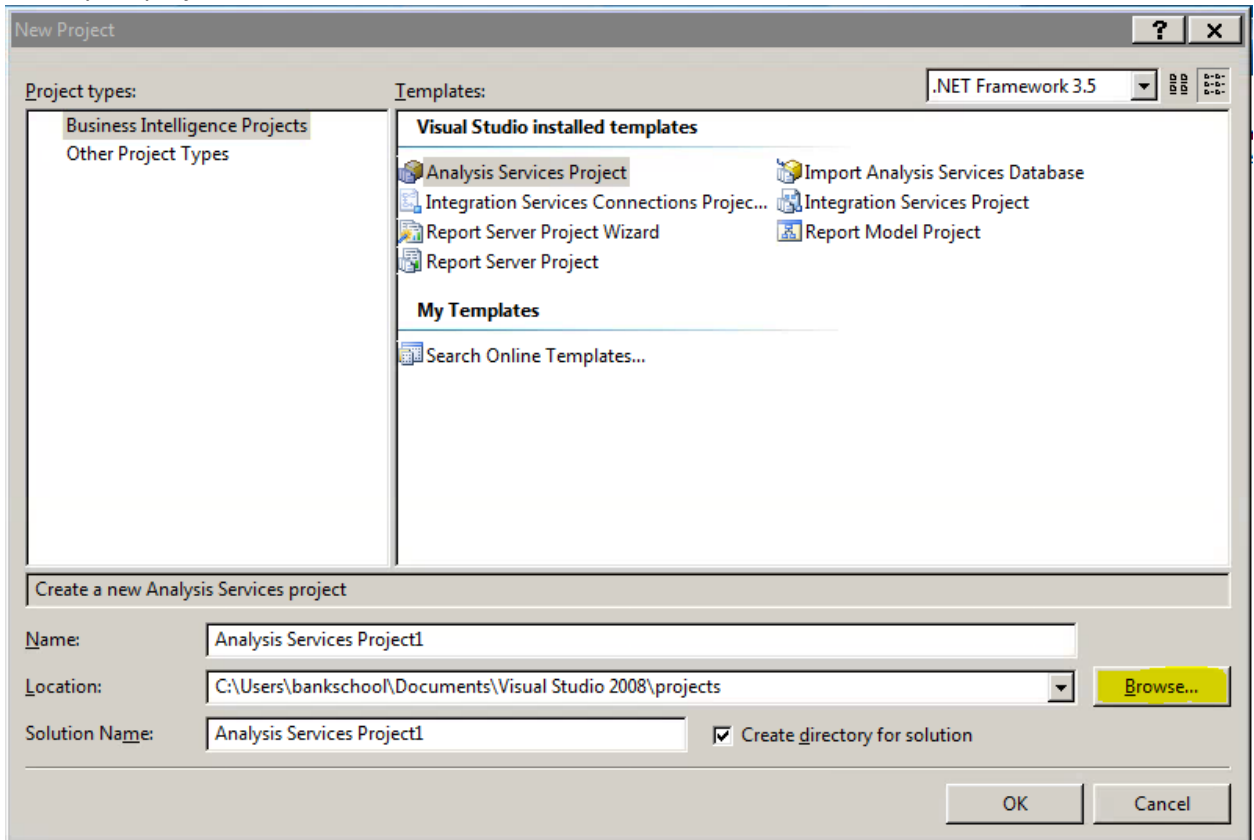 New Project
? X
Project types:
Templates:
.NET Framework 3.5
Business Intelligence Projects
Other Project Types
Visual Studio installed templates
Analysis Services Project
Import Analysis Services Database
Integration Services Connections Projec...
Integration Services Project
Report Server Project Wizard
Report Model Project
Report Server Project
My Templates
Search Online Templates...
Create a new Analysis Services project
Name:
Analysis Services Project1
Location:
C:\Users\bankschool\Documents\Visual Studio 2008\projects
Browse...
Solution Name:
Analysis Services Project1
Create directory for solution
OK
Cancel